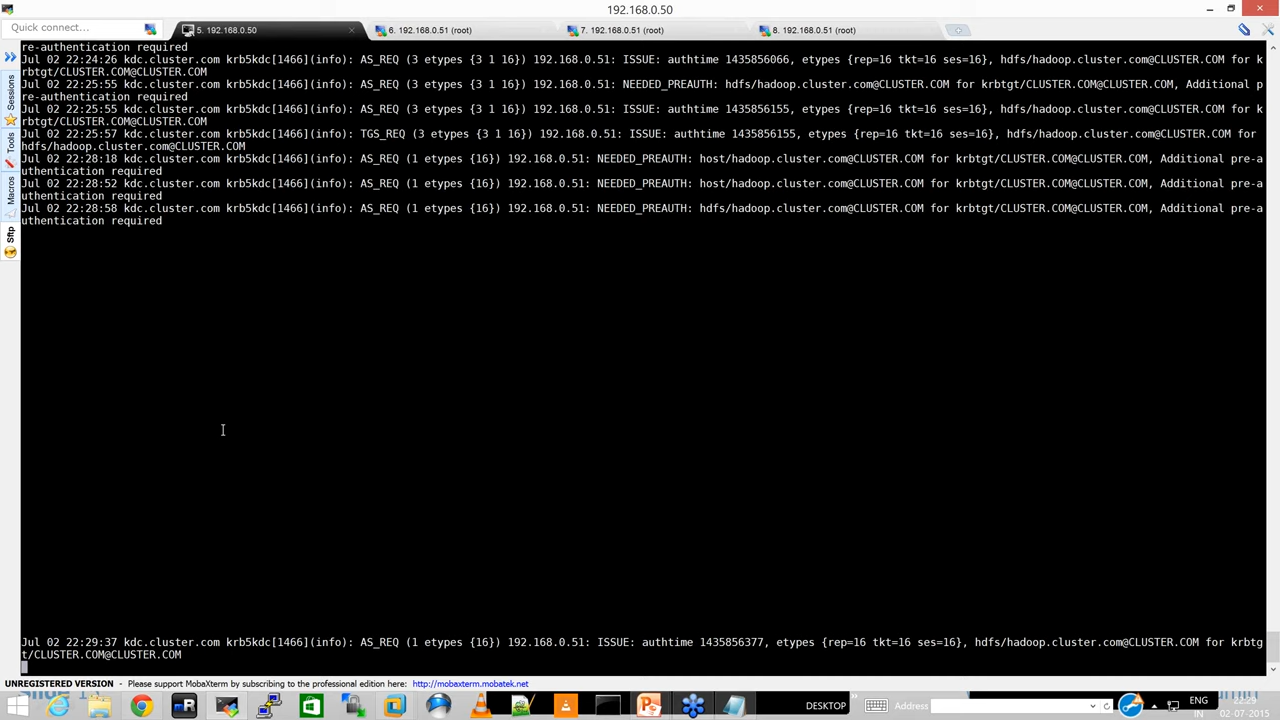 192.168.0.50
Quick connect...
5. 192.168.0.50
6. 192.168.0.51 (root)
7. 192.168.0.51 (root)
8. 192.168.0.51 (root)
Sessions
Tools
Macros
Sftp
re-authentication required
Jul 02 22:24:26 kdc.cluster.com krb5kdc[1466](info): AS_REQ (3 etypes {3 1 16}) 192.168.0.51: ISSUE: authtime 1435856066, etypes {rep=16 tkt=16 ses=16}, hdfs/hadoop.cluster.com@CLUSTER.COM for k
rbtgt/CLUSTER.COM@CLUSTER.COM
Jul 02 22:25:55 kdc.cluster.com krb5kdc[1466](info): AS_REQ (3 etypes {3 1 16}) 192.168.0.51: NEEDED_PREAUTH: hdfs/hadoop.cluster.com@CLUSTER.COM for krbtgt/CLUSTER.COM@CLUSTER.COM, Additional p
re-authentication required
Jul 02 22:25:55 kdc.cluster.com krb5kdc[1466](info): AS_REQ (3 etypes {3 1 16}) 192.168.0.51: ISSUE: authtime 1435856155, etypes {rep=16 tkt=16 ses=16}, hdfs/hadoop.cluster.com@CLUSTER.COM for k
rbtgt/CLUSTER.COM@CLUSTER.COM
Jul 02 22:25:57 kdc.cluster.com krb5kdc[1466](info): TGS_REQ (3 etypes {3 1 16}) 192.168.0.51: ISSUE: authtime 1435856155, etypes {rep=16 tkt=16 ses=16}, hdfs/hadoop.cluster.com@CLUSTER.COM for
hdfs/hadoop.cluster.com@CLUSTER.COM
Jul 02 22:28:18 kdc.cluster.com krb5kdc[1466](info): AS_REQ (1 etypes {16}) 192.168.0.51: NEEDED_PREAUTH: host/hadoop.cluster.com@CLUSTER.COM for krbtgt/CLUSTER.COM@CLUSTER.COM, Additional pre-a
uthentication required
Jul 02 22:28:52 kdc.cluster.com krb5kdc[1466](info): AS_REQ (1 etypes {16}) 192.168.0.51: NEEDED_PREAUTH: host/hadoop.cluster.com@CLUSTER.COM for krbtgt/CLUSTER.COM@CLUSTER.COM, Additional pre-a
uthentication required
Jul 02 22:28:58 kdc.cluster.com krb5kdc[1466](info): AS_REQ (1 etypes {16}) 192.168.0.51: NEEDED_PREAUTH: hdfs/hadoop.cluster.com@CLUSTER.COM for krbtgt/CLUSTER.COM@CLUSTER.COM, Additional pre-a
uthentication required
Jul 02 22:29:37 kdc.cluster.com krb5kdc[1466](info): AS_REQ (1 etypes {16}) 192.168.0.51: ISSUE: authtime 1435856377, etypes {rep=16 tkt=16 ses=16}, hdfs/hadoop.cluster.com@CLUSTER.COM for krbtg
t/CLUSTER.COM@CLUSTER.COM
UNREGISTERED VERSION - Please support MobaXterm by subscribing to the professional edition here: http://mobaxterm.mobatek.net
DESKTOP
Address
ENG
IN
22:29
02-07-2015